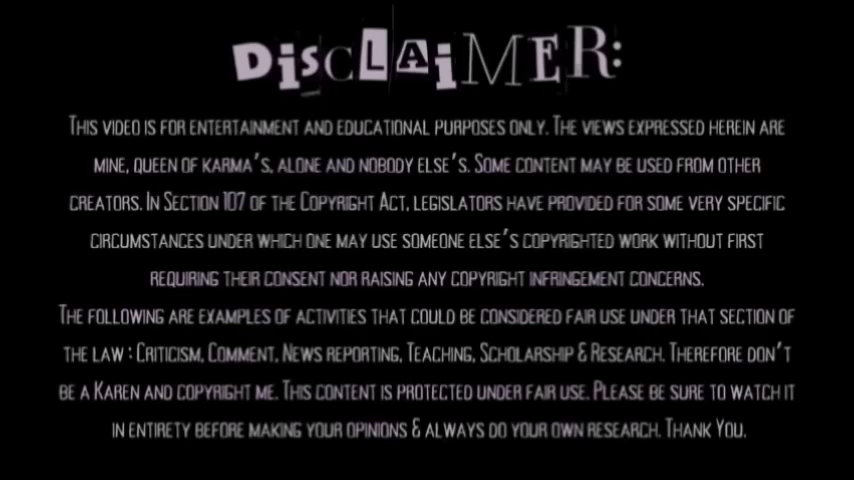 DiSCLAiMER:
This video is for entertainment and educational purposes only. The views expressed herein are
mine, queen of karma's, alone and nobody else's. Some content may be used from other
creators. In Section 107 of the Copyright Act, legislators have provided for some very specific
circumstances under which one may use someone else's copyrighted work without first
requiring their consent nor raising any copyright infringement concerns.
The following are examples of activities that could be considered fair use under that section of
the law : Criticism, Comment, News reporting, Teaching, Scholarship & Research. Therefore don't
be a Karen and copyright me. This content is protected under fair use. Please be sure to watch it
in entirety before making your opinions & always do your own research. Thank You.